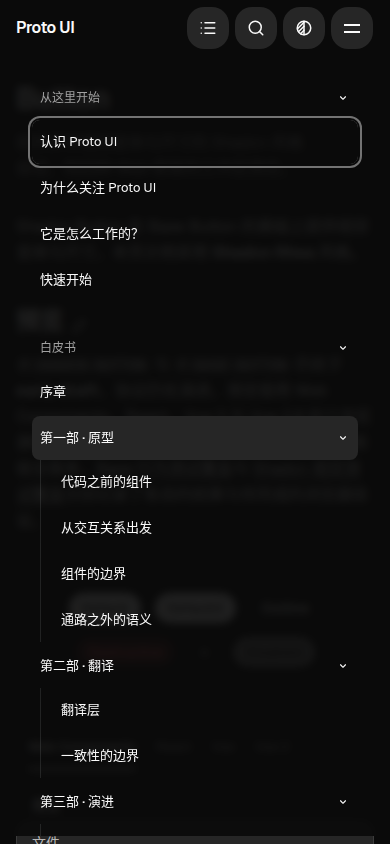 Proto UI
从这里开始
认识 Proto UI
为什么关注 Proto UI
它是怎么工作的？
快速开始
白皮书
序章
第一部 · 原型
代码之前的组件
从交互关系出发
组件的边界
通路之外的语义
第二部 · 翻译
翻译层
一致性的边界
第三部 · 演进
文件